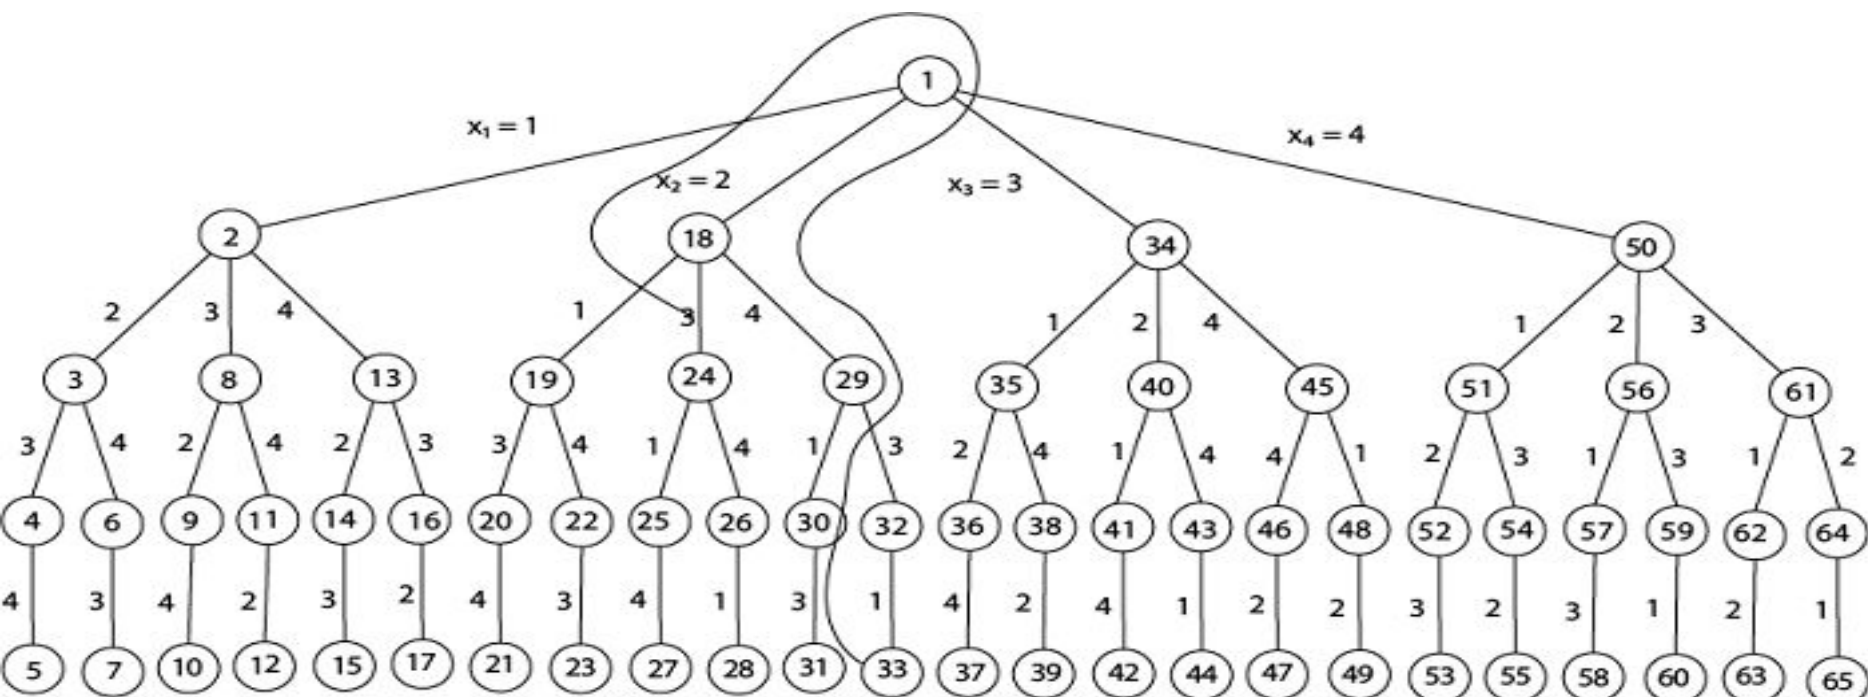 1
x₁ = 1
x₄ = 4
x₂ = 2
x₃ = 3
2 18 34 50
2 3 4 1 3 4 1 2 4 1 2 3
3 8 13 19 24 29 35 40 45 51 56 61
3 4 2 4 2 3 3 4 1 4 1 3 2 4 1 4 4 1 2 3 1 3 1 2
4 6 9 11 14 16 20 22 25 26 30 32 36 38 41 43 46 48 52 54 57 59 62 64
4 3 4 2 3 2 4 3 4 1 3 1 4 2 4 1 2 2 3 2 3 1 2 1
5 7 10 12 15 17 21 23 27 28 31 33 37 39 42 44 47 49 53 55 58 60 63 65